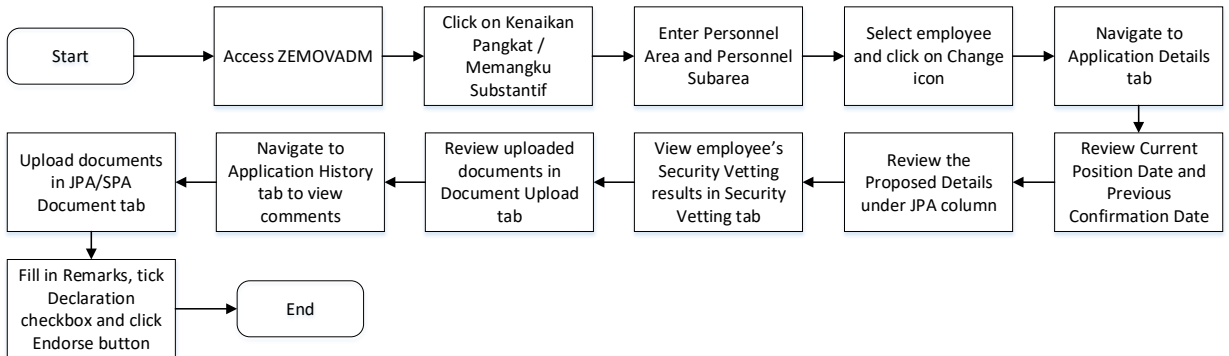 Start
Access ZEMOVADM
Click on Kenaikan
Pangkat /
Memangku
Substantif
Enter Personnel
Area and Personnel
Subarea
Select employee
and click on Change
icon
Navigate to
Application Details
tab
Review Current
Position Date and
Previous
Confirmation Date
Review the
Proposed Details
under JPA column
View employee’s
Security Vetting
results in Security
Vetting tab
Review uploaded
documents in
Document Upload
tab
Navigate to
Application History
tab to view
comments
Upload documents
in JPA/SPA
Document tab
Fill in Remarks, tick
Declaration
checkbox and click
Endorse button
End